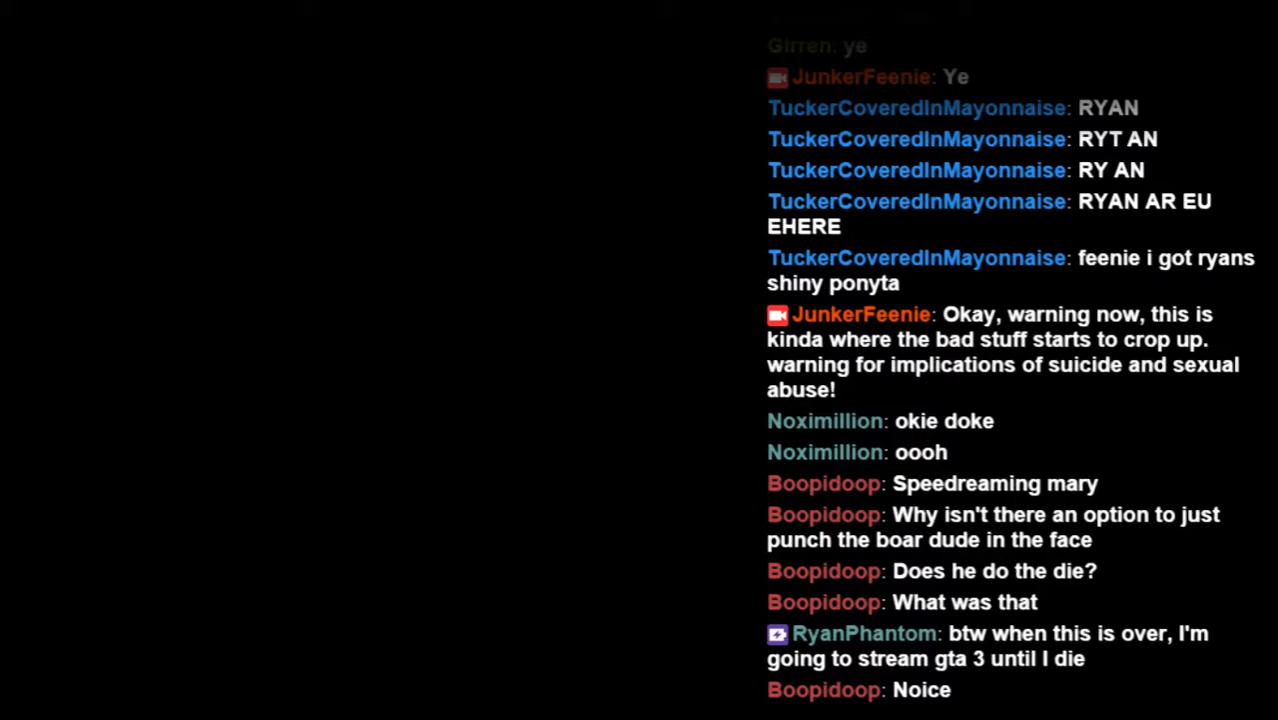 Girren: ye
JunkerFeenie: Ye
TuckerCoveredInMayonnaise: RYAN
TuckerCoveredInMayonnaise: RYT AN
TuckerCoveredInMayonnaise: RY AN
TuckerCoveredInMayonnaise: RYAN AR EU
EHERE
TuckerCoveredInMayonnaise: feenie i got ryans
shiny ponyta
JunkerFeenie: Okay, warning now, this is
kinda where the bad stuff starts to crop up.
warning for implications of suicide and sexual
abuse!
Noximillion: okie doke
Noximillion: oooh
Boopidoop: Speedreaming mary
Boopidoop: Why isn't there an option to just
punch the boar dude in the face
Boopidoop: Does he do the die?
Boopidoop: What was that
RyanPhantom: btw when this is over, I'm
going to stream gta 3 until I die
Boopidoop: Noice